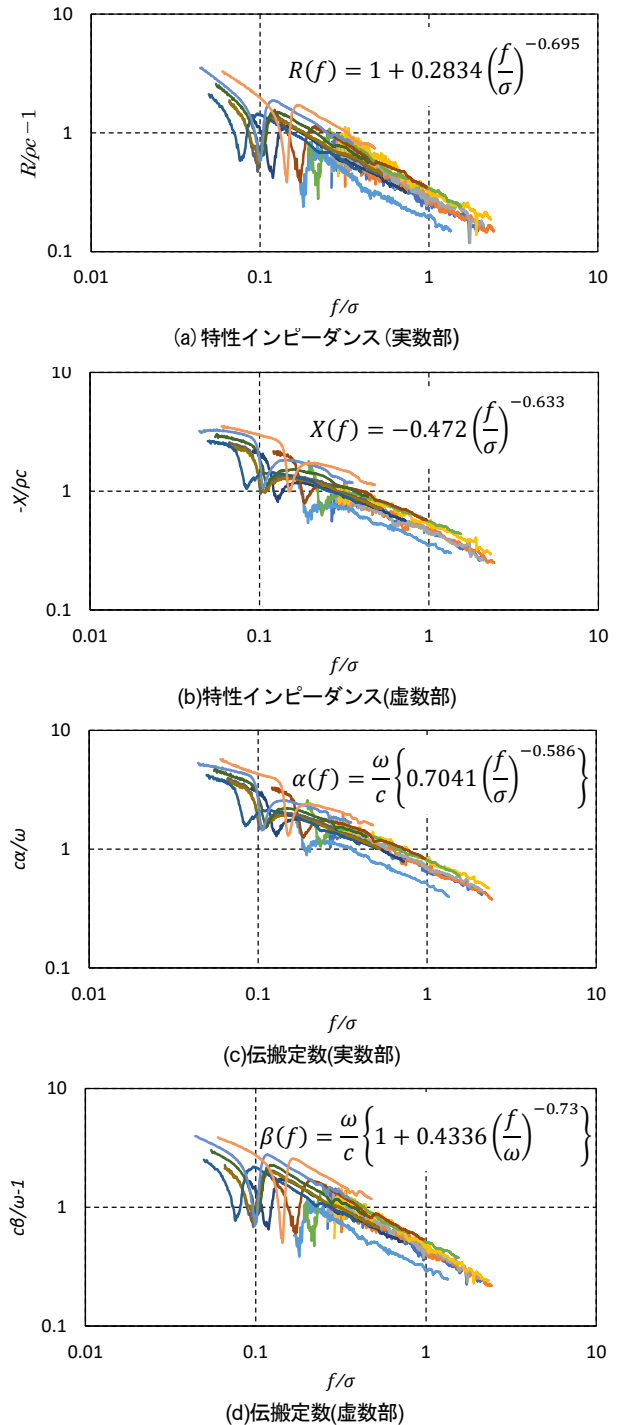 10
1
0.1
R/ρc−1
R(f) = 1 + 0.2834 (f/σ)^−0.695
0.01 0.1 1 10
f/σ
(a) 特性インピーダンス (実数部)
10
1
0.1
-X/ρc
X(f) = −0.472 (f/σ)^−0.633
0.01 0.1 1 10
f/σ
(b)特性インピーダンス(虚数部)
10
1
0.1
cα/ω
α(f) = ω/c {0.7041 (f/σ)^−0.586}
0.01 0.1 1 10
f/σ
(c)伝搬定数(実数部)
10
1
0.1
cβ/ω-1
β(f) = ω/c {1 + 0.4336 (f/ω)^−0.73}
0.01 0.1 1 10
f/σ
(d)伝搬定数(虚数部)